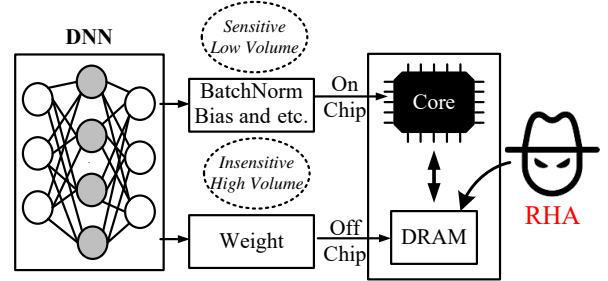 DNN
Sensitive
Low Volume
BatchNorm
Bias and etc.
On
Chip
Core
Insensitive
High Volume
Weight
Off
Chip
DRAM
RHA